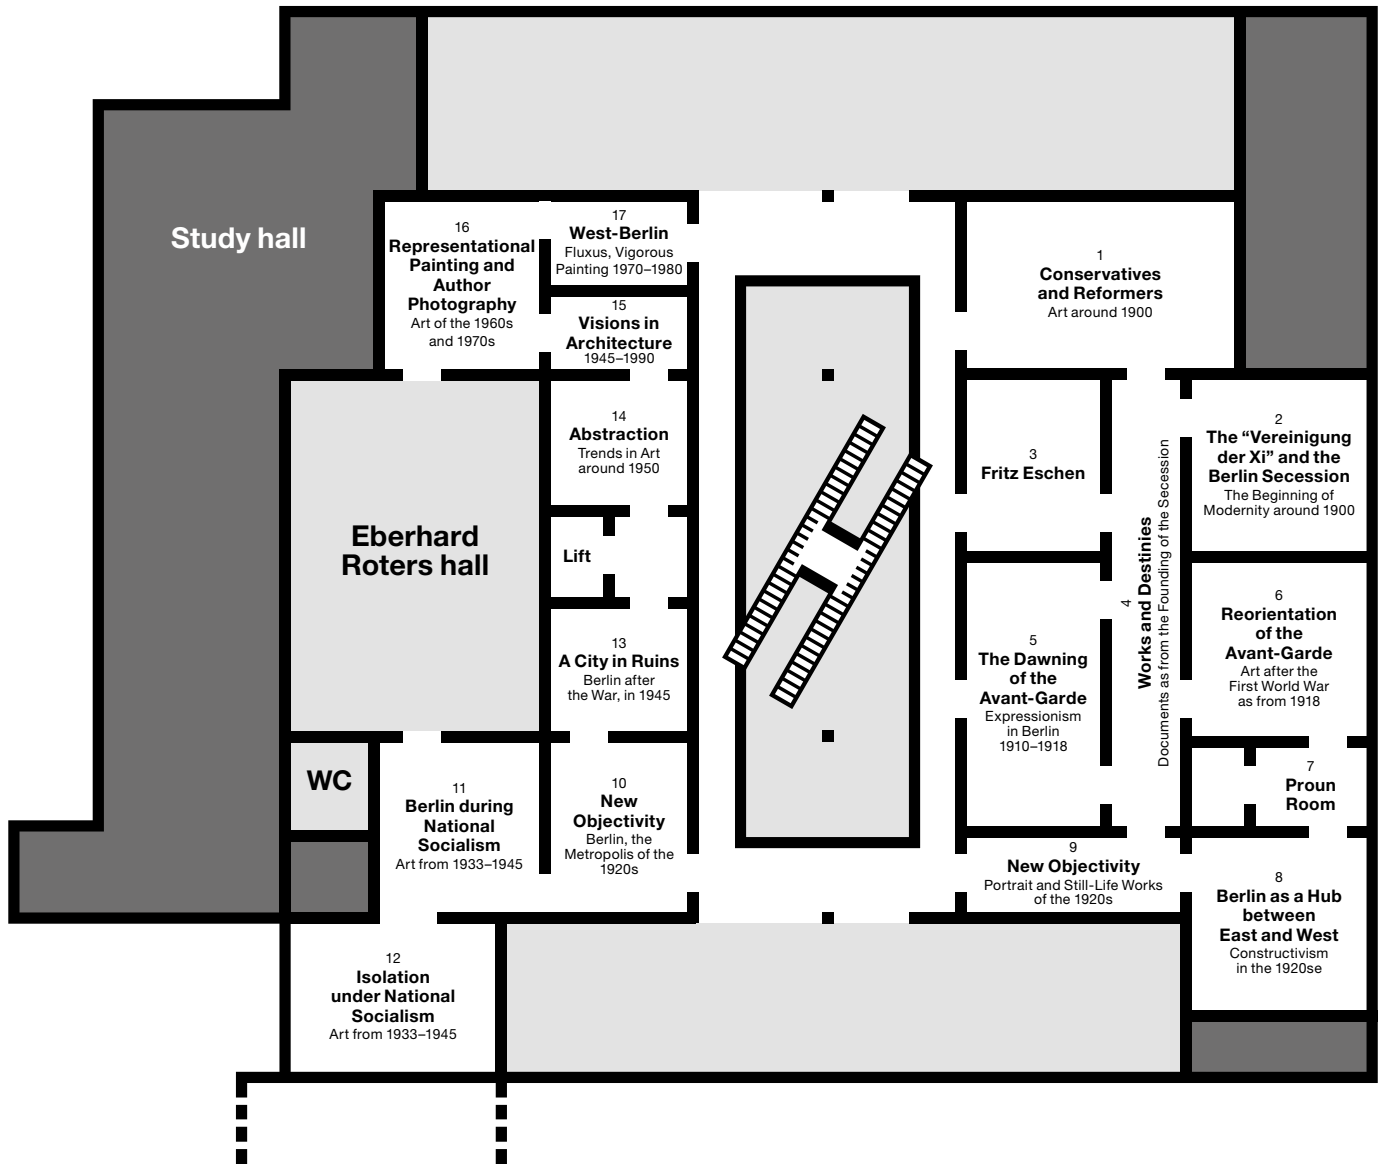 Study hall
16
Representational
Painting and
Author
Photography
Art of the 1960s
and 1970s
17
West-Berlin
Fluxus, Vigorous
Painting 1970–1980
15
Visions in
Architecture
1945–1990
1
Conservatives
and Reformers
Art around 1900
14
Abstraction
Trends in Art
around 1950
3
Fritz Eschen
2
The “Vereinigung
der Xi” and the
Berlin Secession
The Beginning of
Modernity around 1900
Eberhard
Roters hall
Lift
4
Works and Destinies
Documents as from the Founding of the Secession
13
A City in Ruins
Berlin after
the War, in 1945
5
The Dawning
of the
Avant-Garde
Expressionism
in Berlin
1910–1918
6
Reorientation
of the
Avant-Garde
Art after the
First World War
as from 1918
WC
11
Berlin during
National
Socialism
Art from 1933–1945
10
New
Objectivity
Berlin, the
Metropolis of the
1920s
7
Proun
Room
9
New Objectivity
Portrait and Still-Life Works
of the 1920s
8
Berlin as a Hub
between
East and West
Constructivism
in the 1920se
12
Isolation
under National
Socialism
Art from 1933–1945